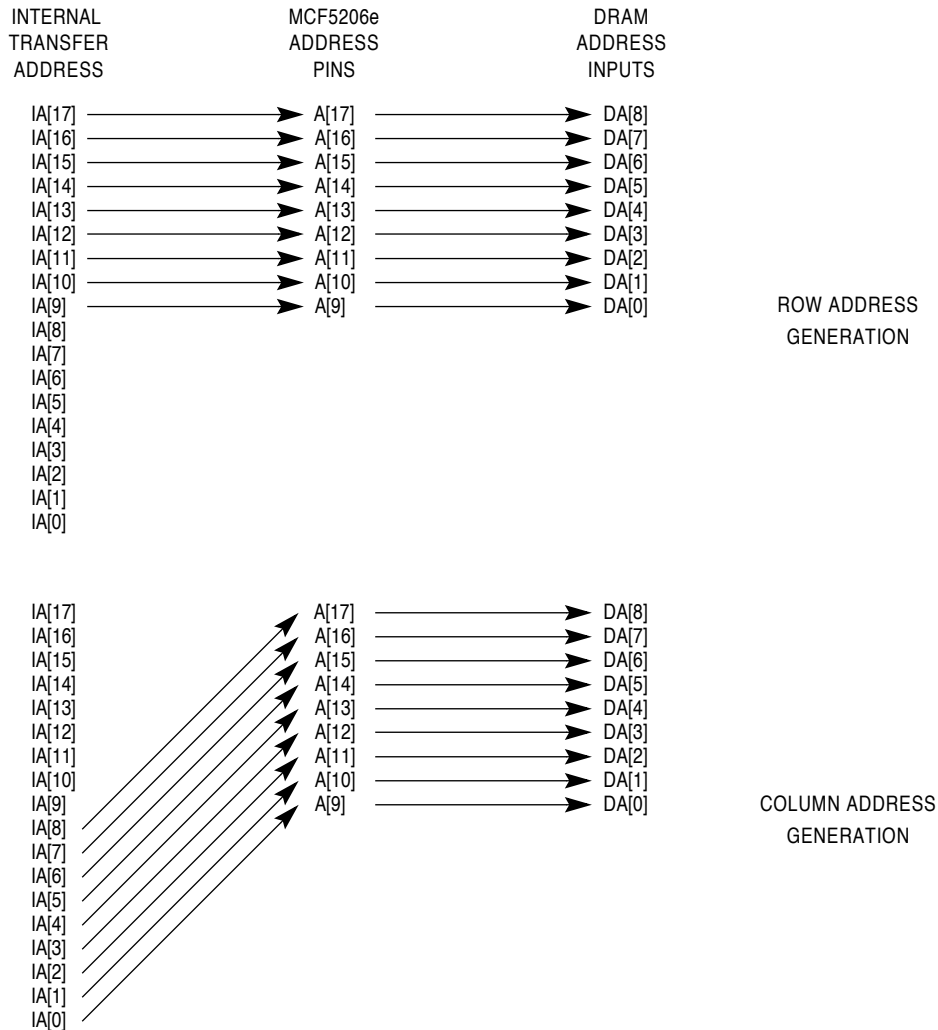 INTERNAL TRANSFER ADDRESS
MCF5206e ADDRESS PINS
DRAM ADDRESS INPUTS
IA[17] A[17] DA[8]
IA[16] A[16] DA[7]
IA[15] A[15] DA[6]
IA[14] A[14] DA[5]
IA[13] A[13] DA[4]
IA[12] A[12] DA[3]
IA[11] A[11] DA[2]
IA[10] A[10] DA[1]
IA[9] A[9] DA[0]
IA[8]
IA[7]
IA[6]
IA[5]
IA[4]
IA[3]
IA[2]
IA[1]
IA[0]
ROW ADDRESS
GENERATION
IA[17] A[17] DA[8]
IA[16] A[16] DA[7]
IA[15] A[15] DA[6]
IA[14] A[14] DA[5]
IA[13] A[13] DA[4]
IA[12] A[12] DA[3]
IA[11] A[11] DA[2]
IA[10] A[10] DA[1]
IA[9] A[9] DA[0]
IA[8]
IA[7]
IA[6]
IA[5]
IA[4]
IA[3]
IA[2]
IA[1]
IA[0]
COLUMN ADDRESS
GENERATION